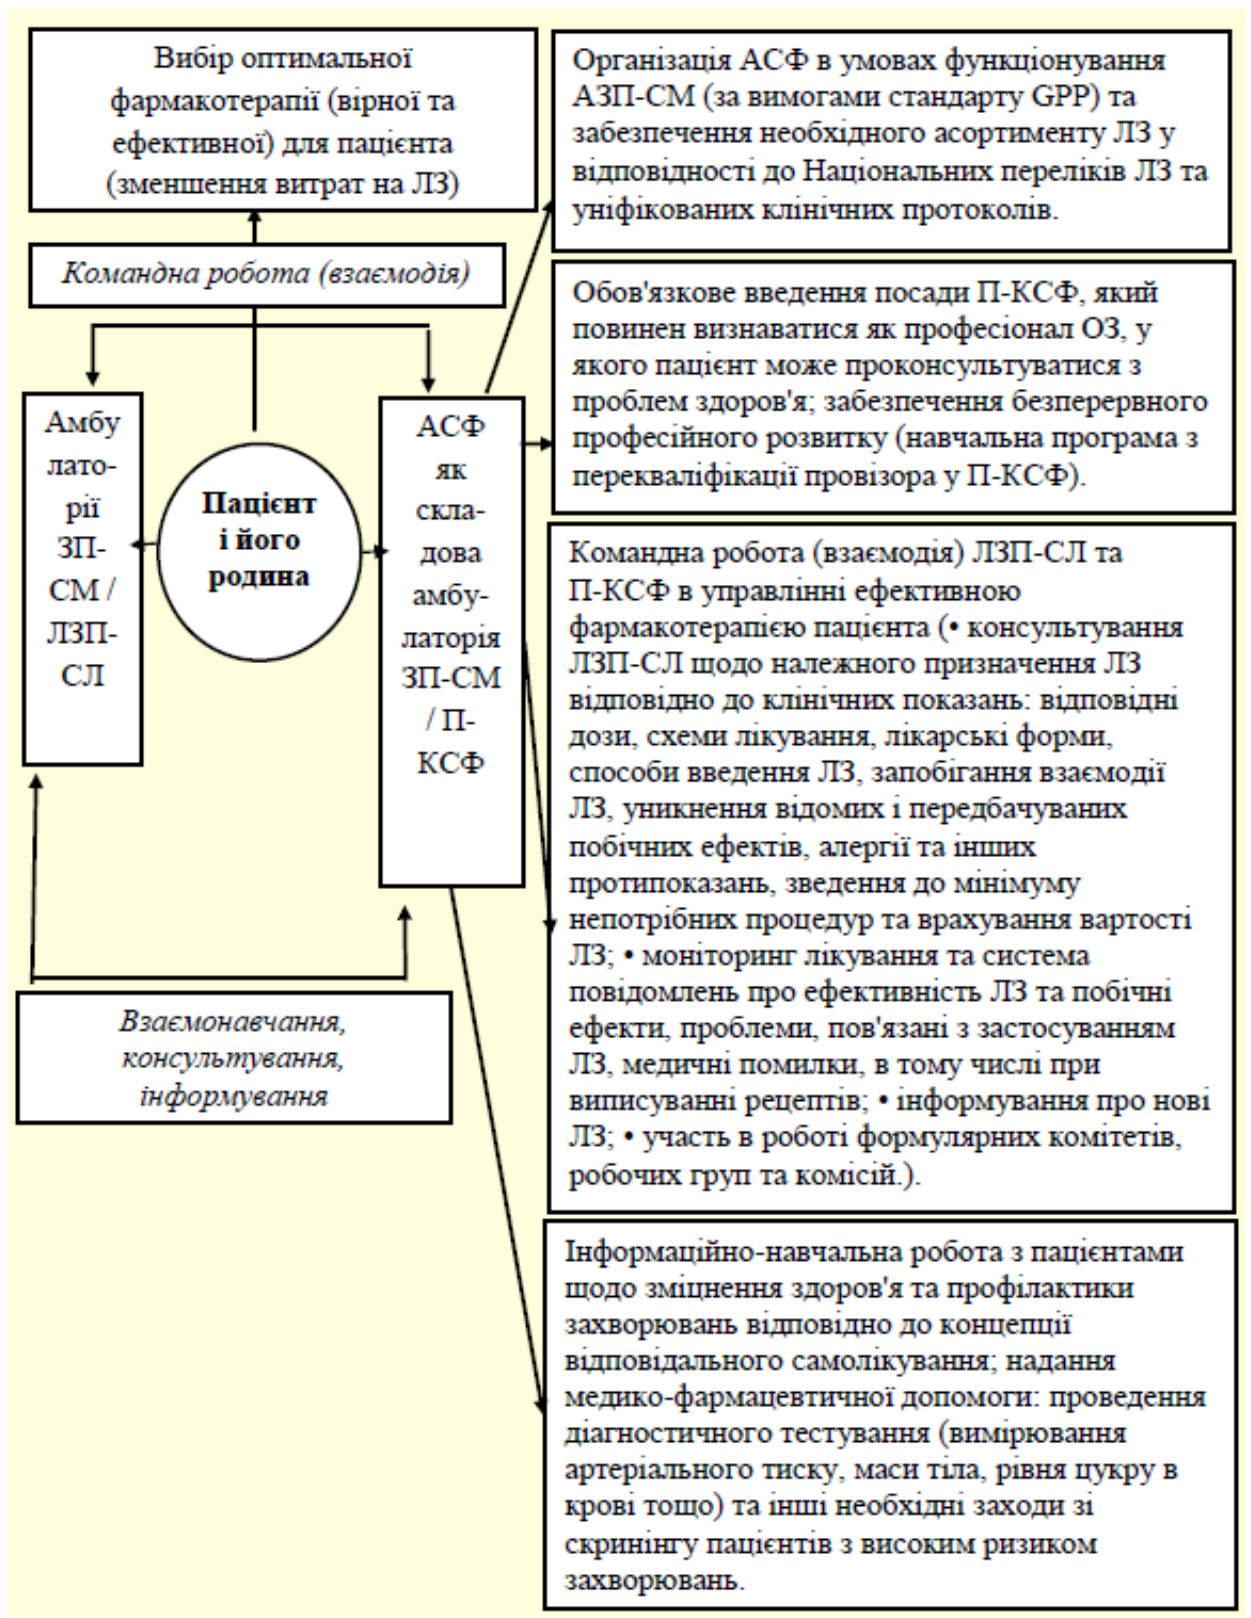 Вибір оптимальної
фармакотерапії (вірної та
ефективної) для пацієнта
(зменшення витрат на ЛЗ)
Командна робота (взаємодія)
Амбу
лато-
рії
ЗП-
СМ /
ЛЗП-
СЛ
Пацієнт
і його
родина
АСФ
як
скла-
дова
амбу-
латорія
ЗП-СМ
/ П-
КСФ
Взаємонавчання,
консультування,
інформування
Організація АСФ в умовах функціонування
АЗП-СМ (за вимогами стандарту GPP) та
забезпечення необхідного асортименту ЛЗ у
відповідності до Національних переліків ЛЗ та
уніфікованих клінічних протоколів.
Обов'язкове введення посади П-КСФ, який
повинен визнаватися як професіонал ОЗ, у
якого пацієнт може проконсультуватися з
проблем здоров'я; забезпечення безперервного
професійного розвитку (навчальна програма з
перекваліфікації провізора у П-КСФ).
Командна робота (взаємодія) ЛЗП-СЛ та
П-КСФ в управлінні ефективною
фармакотерапією пацієнта (• консультування
ЛЗП-СЛ щодо належного призначення ЛЗ
відповідно до клінічних показань: відповідні
дози, схеми лікування, лікарські форми,
способи введення ЛЗ, запобігання взаємодії
ЛЗ, уникнення відомих і передбачуваних
побічних ефектів, алергії та інших
протипоказань, зведення до мінімуму
непотрібних процедур та врахування вартості
ЛЗ; • моніторинг лікування та система
повідомлень про ефективність ЛЗ та побічні
ефекти, проблеми, пов'язані з застосуванням
ЛЗ, медичні помилки, в тому числі при
виписуванні рецептів; • інформування про нові
ЛЗ; • участь в роботі формулярних комітетів,
робочих груп та комісій.).
Інформаційно-навчальна робота з пацієнтами
щодо зміцнення здоров'я та профілактики
захворювань відповідно до концепції
відповідального самолікування; надання
медико-фармацевтичної допомоги: проведення
діагностичного тестування (вимірювання
артеріального тиску, маси тіла, рівня цукру в
крові тощо) та інші необхідні заходи зі
скринінгу пацієнтів з високим ризиком
захворювань.